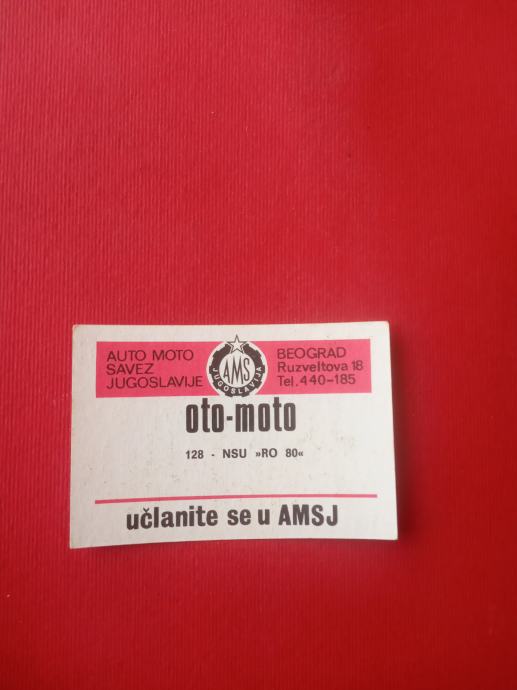 AUTO MOTO
SAVEZ
JUGOSLAVIJE
AMS
JUGOSLAVIJA
BEOGRAD
Ruzveltova 18
Tel. 440-185
oto-moto
128 - NSU »RO 80«
učlanite se u AMSJ